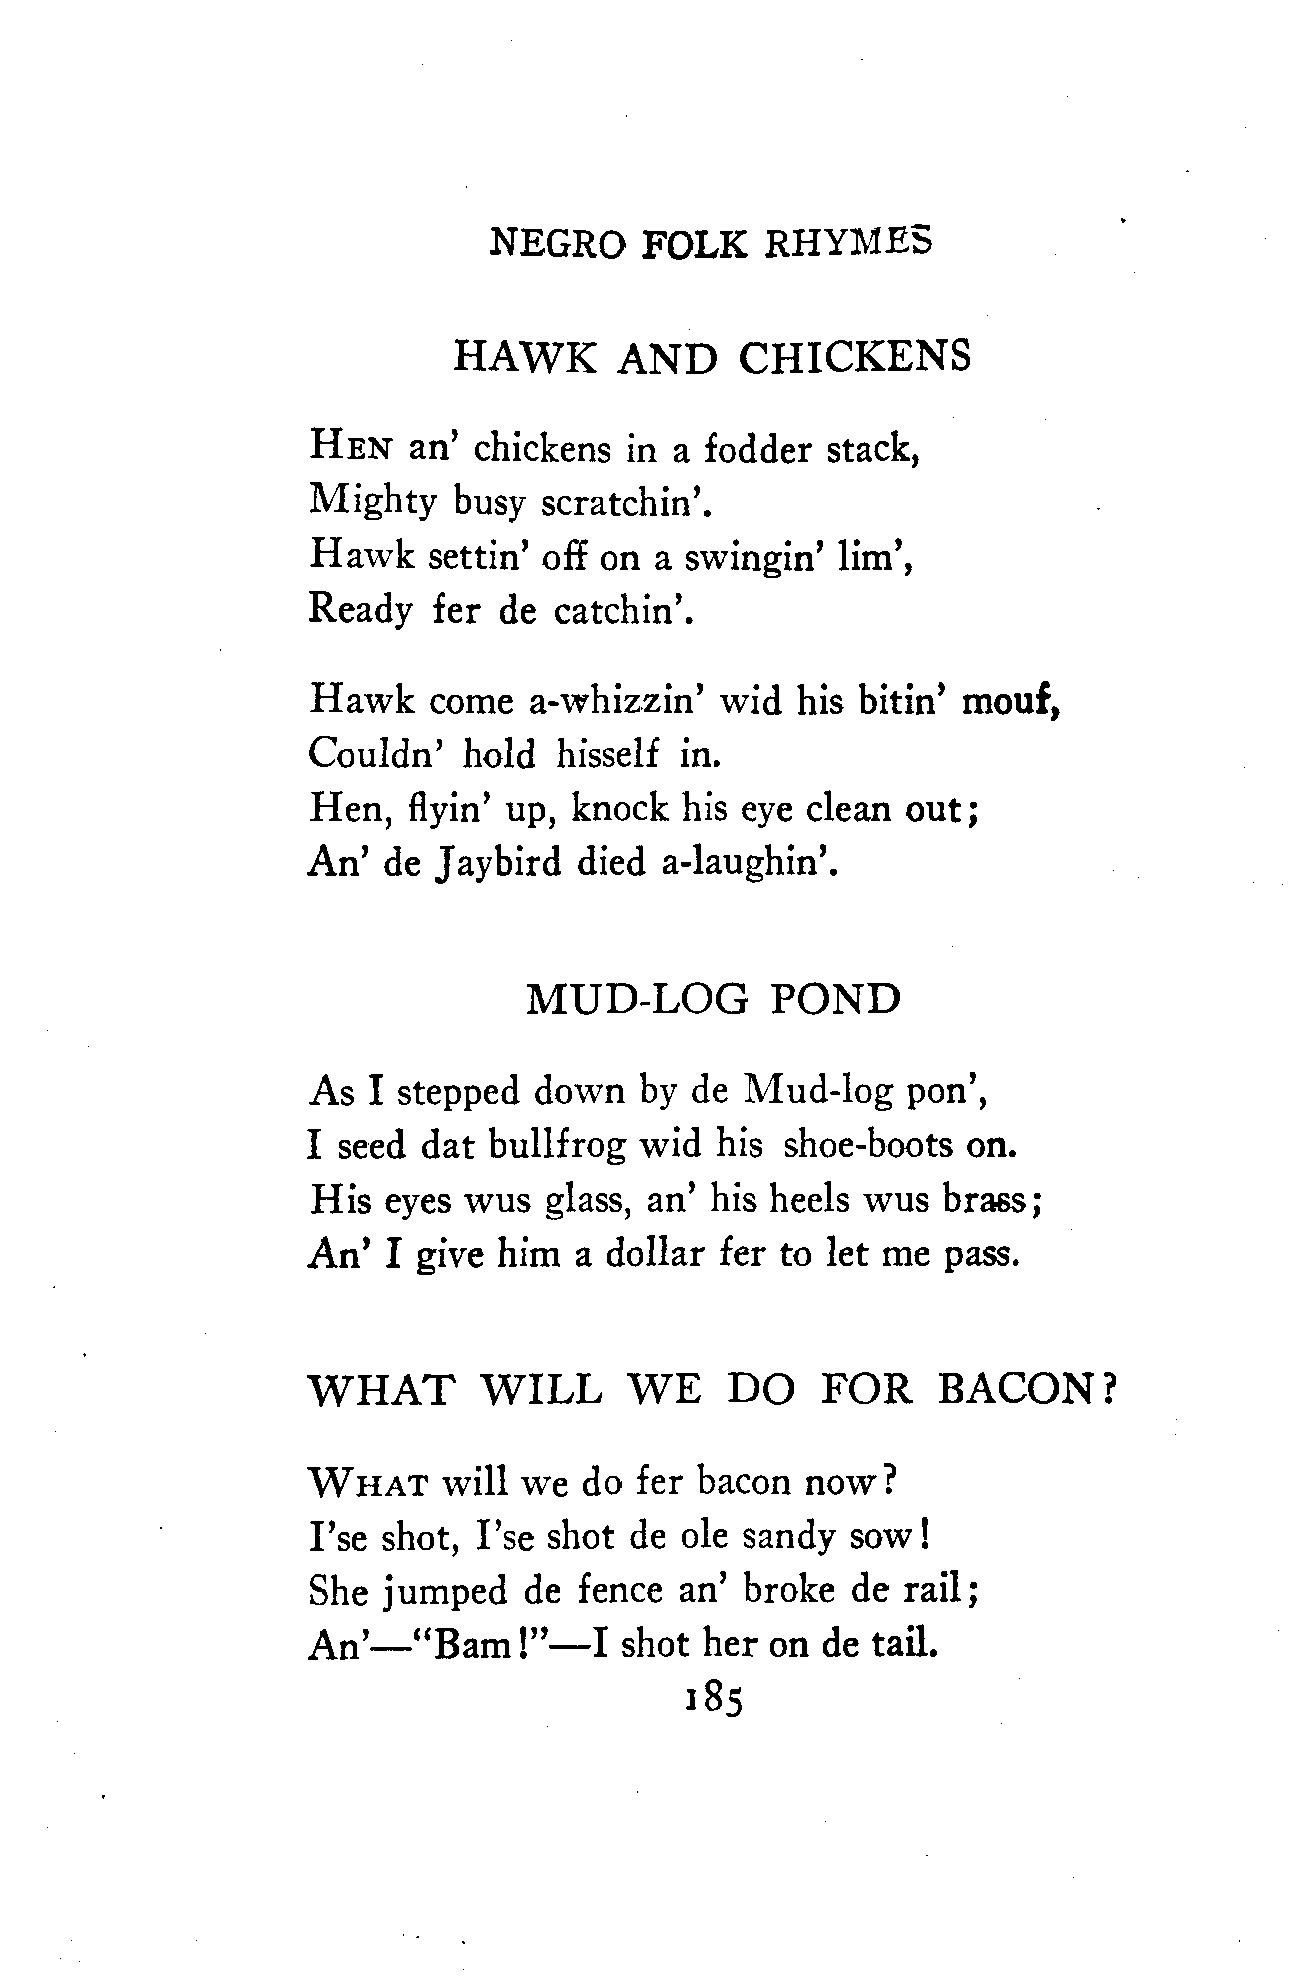 NEGRO FOLK RHYMES
HAWK AND CHICKENS
HEN an' chickens in a fodder stack,
Mighty busy scratchin'.
Hawk settin' off on a swingin' lim',
Ready fer de catchin'.
Hawk come a-whizzin' wid his bitin' mouf,
Couldn' hold hisself in.
Hen, flyin' up, knock his eye clean out;
An' de Jaybird died a-laughin'.
MUD-LOG POND
As I stepped down by de Mud-log pon',
I seed dat bullfrog wid his shoe-boots on.
His eyes wus glass, an' his heels wus brass;
An' I give him a dollar fer to let me pass.
WHAT WILL WE DO FOR BACON?
WHAT will we do fer bacon now?
I'se shot, I'se shot de ole sandy sow!
She jumped de fence an' broke de rail;
An'—"Bam!"—I shot her on de tail.
185